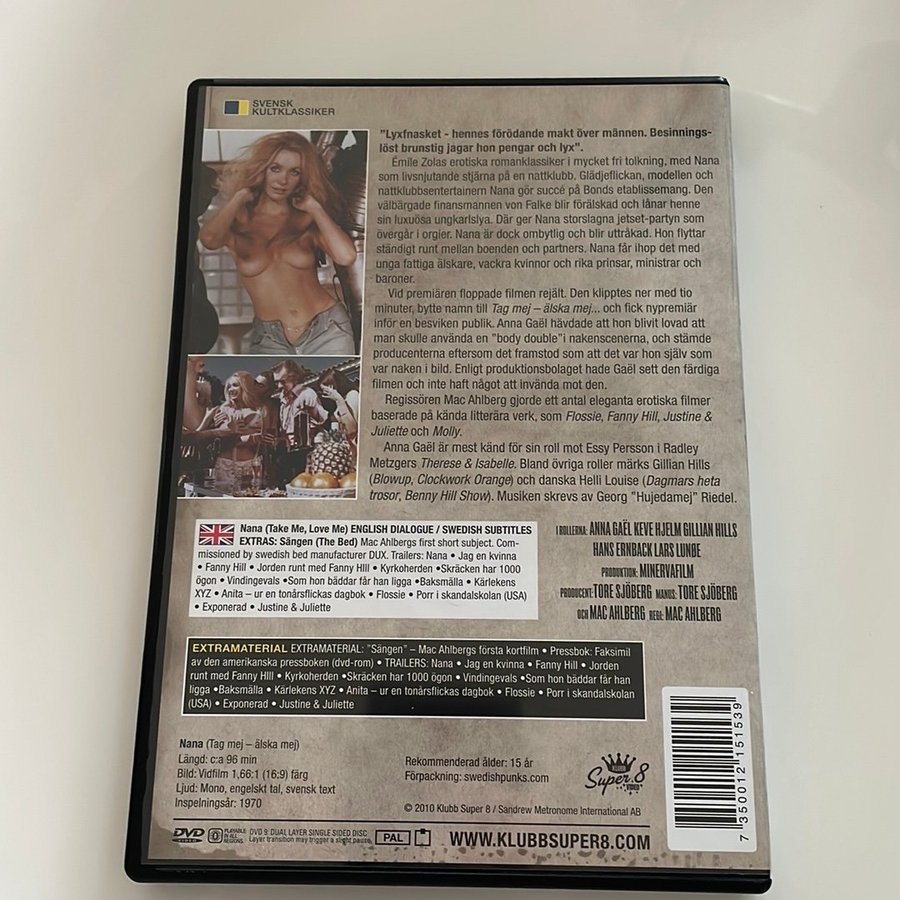 SVENSK
KULTKLASSIKER
"Lyxfnasket - hennes förödande makt över männen. Besinnings-
löst brunstig jagar hon pengar och lyx".
Émile Zolas erotiska romanklassiker i mycket fri tolkning, med Nana
som livsnjutande stjärna på en nattklubb. Glädjeflickan, modellen och
nattklubbsentertainern Nana gör succé på Bonds etablissemang. Den
välbärgade finansmannen von Falke blir förälskad och lånar henne
sin luxuösa ungkarlslya. Där ger Nana storslagna jetset-partyn som
övergår i orgier. Nana är dock ombytlig och blir uttråkad. Hon flyttar
ständigt runt mellan boenden och partners. Nana får ihop det med
unga fattiga älskare, vackra kvinnor och rika prinsar, ministrar och
baroner.
Vid premiären floppade filmen rejält. Den klipptes ner med tio
minuter, bytte namn till Tag mej – älska mej... och fick nypremiär
inför en besviken publik. Anna Gaël hävdade att hon blivit lovad att
man skulle använda en "body double"i nakenscenerna, och stämde
producenterna eftersom det framstod som att det var hon själv som
var naken i bild. Enligt produktionsbolaget hade Gaël sett den färdiga
filmen och inte haft något att invända mot den.
Regissören Mac Ahlberg gjorde ett antal eleganta erotiska filmer
baserade på kända litterära verk, som Flossie, Fanny Hill, Justine &
Juliette och Molly.
Anna Gaël är mest känd för sin roll mot Essy Persson i Radley
Metzgers Therese & Isabelle. Bland övriga roller märks Gillian Hills
(Blowup, Clockwork Orange) och danska Helli Louise (Dagmars heta
trosor, Benny Hill Show). Musiken skrevs av Georg "Hujedamej" Riedel.
Nana (Take Me, Love Me) ENGLISH DIALOGUE / SWEDISH SUBTITLES
EXTRAS: Sängen (The Bed) Mac Ahlbergs first short subject. Com-
missioned by swedish bed manufacturer DUX. Trailers: Nana • Jag en kvinna
• Fanny Hill • Jorden runt med Fanny HIll • Kyrkoherden •Skräcken har 1000
ögon • Vindingevals •Som hon bäddar får han ligga •Baksmälla • Kärlekens
XYZ • Anita – ur en tonårsflickas dagbok • Flossie • Porr i skandalskolan (USA)
• Exponerad • Justine & Juliette
I ROLLERNA: ANNA GAËL KEVE HJELM GILLIAN HILLS
HANS ERNBACK LARS LUNØE
PRODUKTION: MINERVAFILM
PRODUCENT: TORE SJÖBERG MANUS: TORE SJÖBERG
OCH MAC AHLBERG REGI: MAC AHLBERG
EXTRAMATERIAL EXTRAMATERIAL: "Sängen" – Mac Ahlbergs första kortfilm • Pressbok: Faksimil
av den amerikanska pressboken (dvd-rom) • TRAILERS: Nana • Jag en kvinna • Fanny Hill • Jorden
runt med Fanny HIll • Kyrkoherden •Skräcken har 1000 ögon • Vindingevals •Som hon bäddar får han
ligga •Baksmälla • Kärlekens XYZ • Anita – ur en tonårsflickas dagbok • Flossie • Porr i skandalskolan
(USA) • Exponerad • Justine & Juliette
Nana (Tag mej – älska mej)
Längd: c:a 96 min
Bild: Vidfilm 1,66:1 (16:9) färg
Ljud: Mono, engelskt tal, svensk text
Inspelningsår: 1970
Rekommenderad ålder: 15 år
Förpackning: swedishpunks.com
KLUBB
Super 8
VIDEO
© 2010 Klubb Super 8 / Sandrew Metronome International AB
7 350012 151539
DVD VIDEO
0 PLAYABLE IN ALL REGIONS
DVD 9: DUAL LAYER SINGLE SIDED DISC
Layer transition may trigger a slight pause
PAL
WWW.KLUBBSUPER8.COM